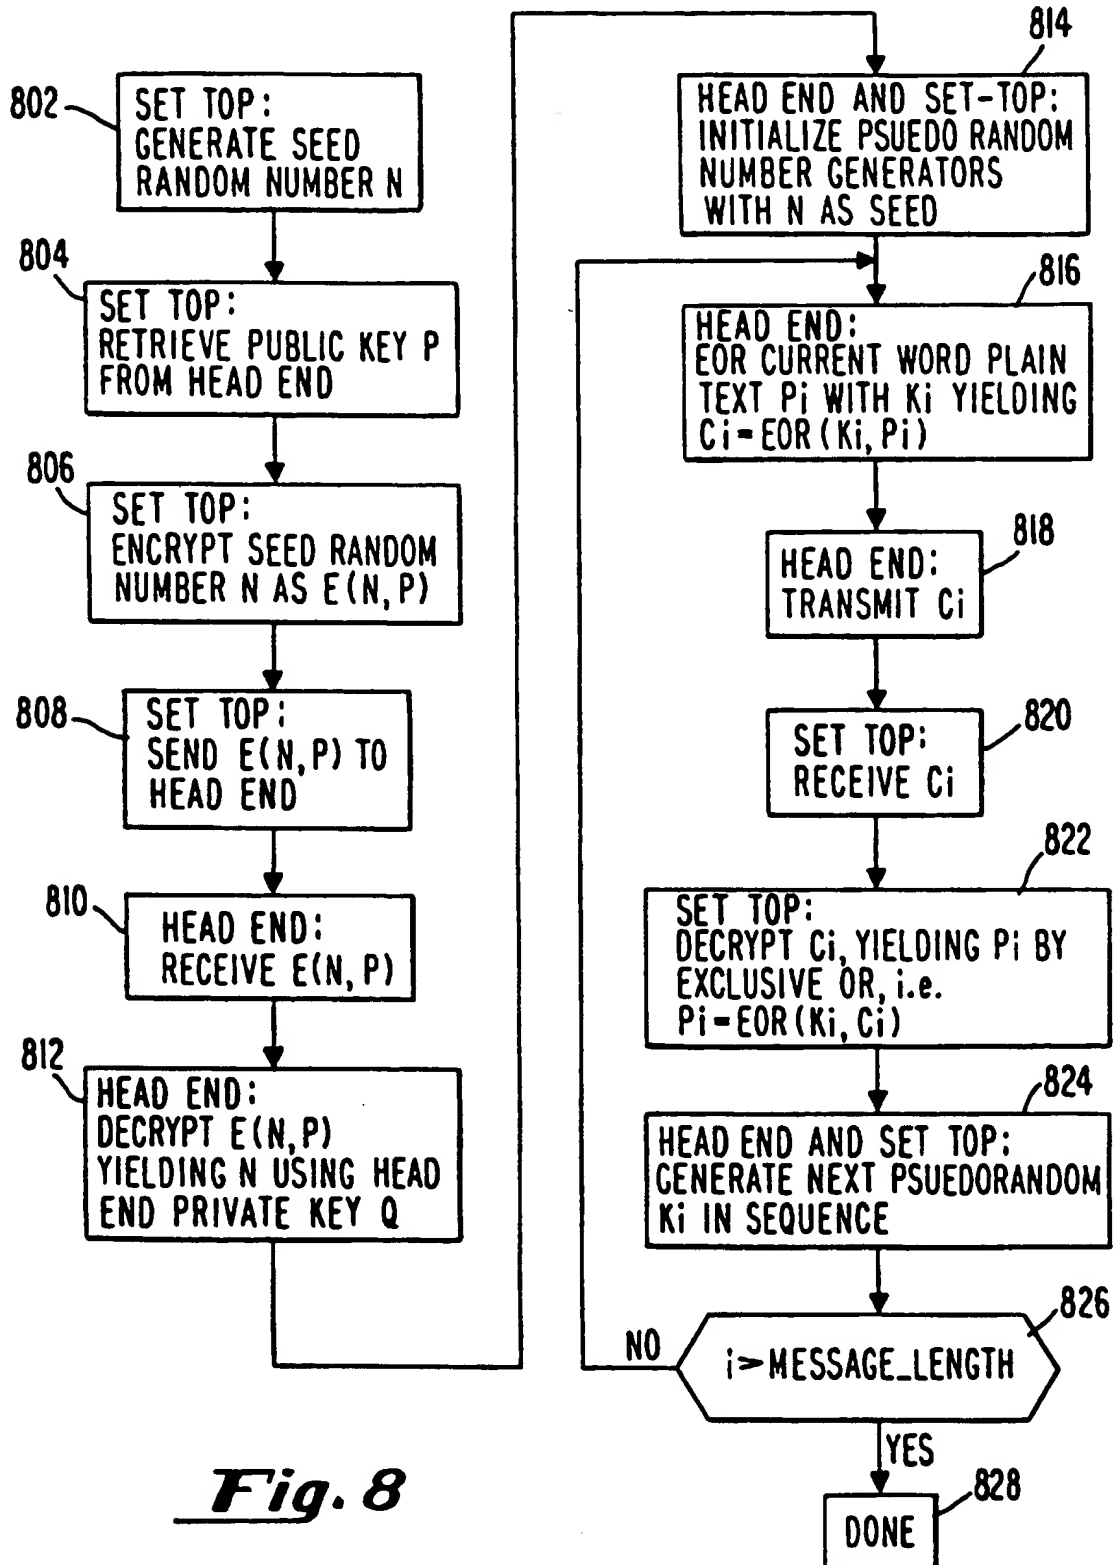 802
SET TOP:
GENERATE SEED
RANDOM NUMBER N
804
SET TOP:
RETRIEVE PUBLIC KEY P
FROM HEAD END
806
SET TOP:
ENCRYPT SEED RANDOM
NUMBER N AS E(N,P)
808
SET TOP:
SEND E(N,P) TO
HEAD END
810
HEAD END:
RECEIVE E(N,P)
812
HEAD END:
DECRYPT E(N,P)
YIELDING N USING HEAD
END PRIVATE KEY Q
814
HEAD END AND SET-TOP:
INITIALIZE PSUEDO RANDOM
NUMBER GENERATORS
WITH N AS SEED
816
HEAD END:
EOR CURRENT WORD PLAIN
TEXT Pi WITH Ki YIELDING
Ci=EOR(Ki,Pi)
818
HEAD END:
TRANSMIT Ci
820
SET TOP:
RECEIVE Ci
822
SET TOP:
DECRYPT Ci, YIELDING Pi BY
EXCLUSIVE OR, i.e.
Pi=EOR(Ki,Ci)
824
HEAD END AND SET TOP:
GENERATE NEXT PSUEDORANDOM
Ki IN SEQUENCE
826
i>MESSAGE_LENGTH
NO
YES
828
DONE
Fig. 8